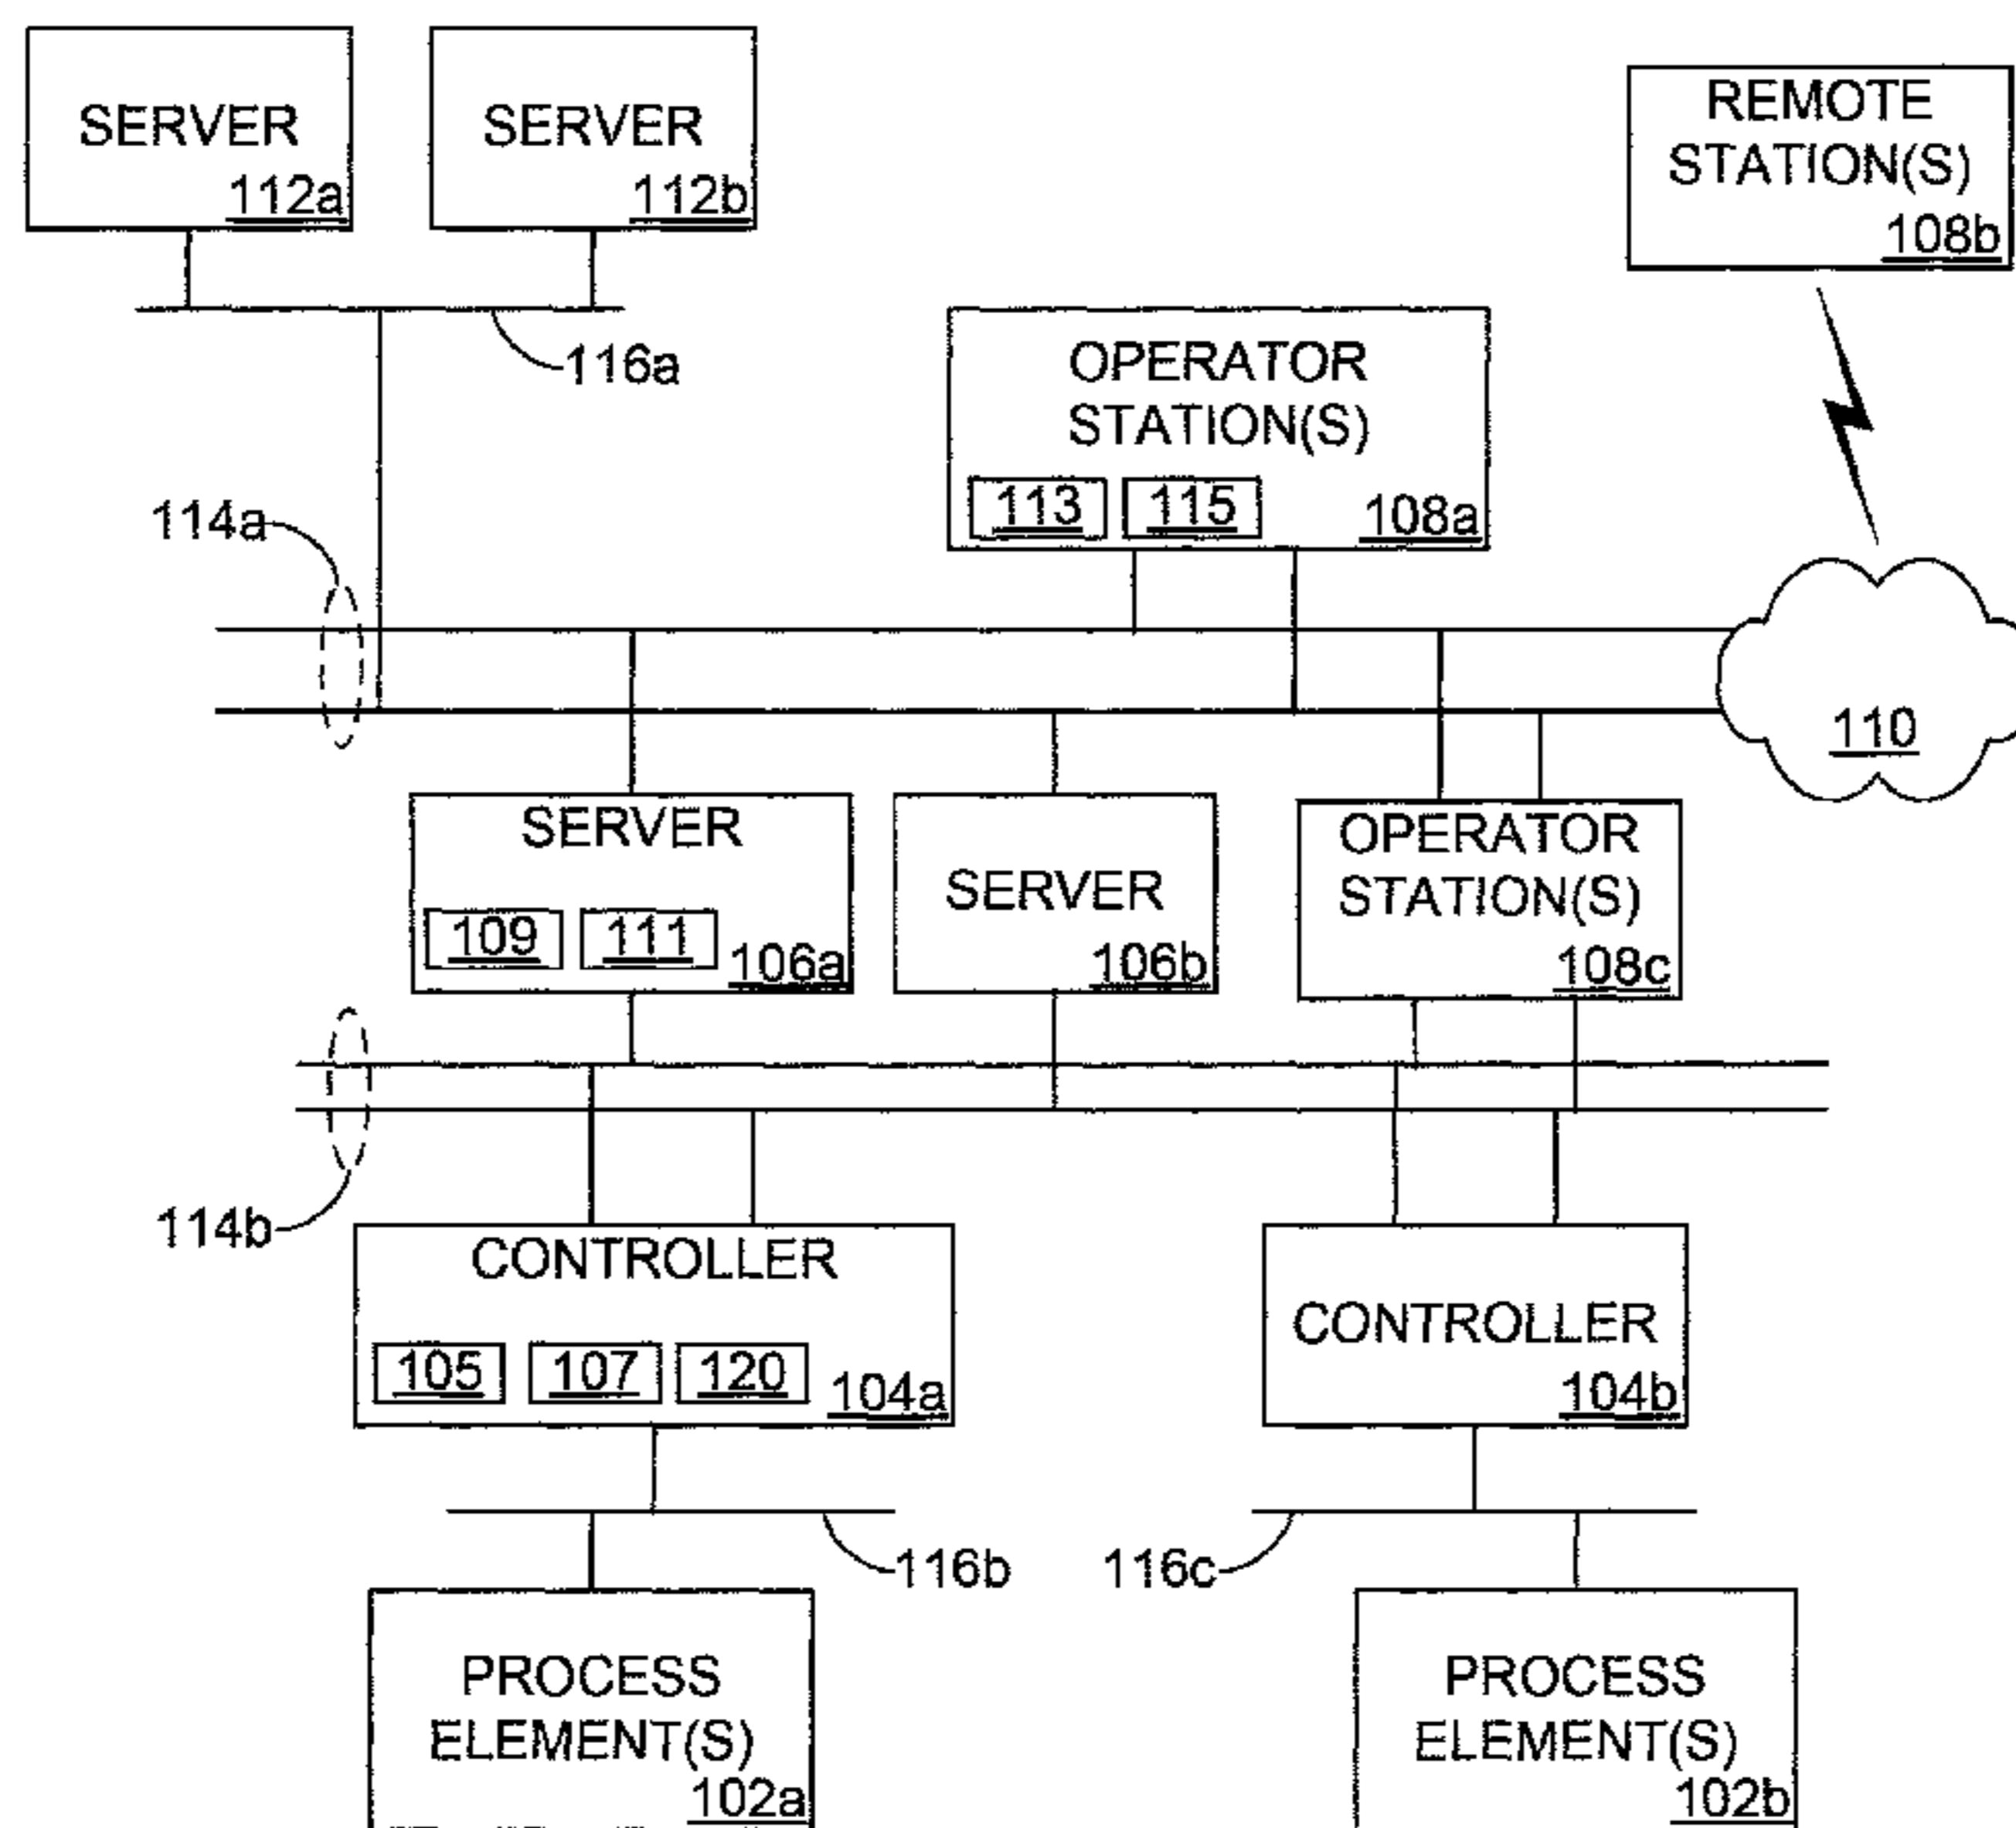 SERVER
112a
SERVER
112b
REMOTE
STATION(S)
108b
116a
OPERATOR
STATION(S)
113
115
108a
114a
110
SERVER
109
111
106a
SERVER
106b
OPERATOR
STATION(S)
108c
114b
CONTROLLER
105
107
120
104a
CONTROLLER
104b
116b
116c
PROCESS
ELEMENT(S)
102a
PROCESS
ELEMENT(S)
102b